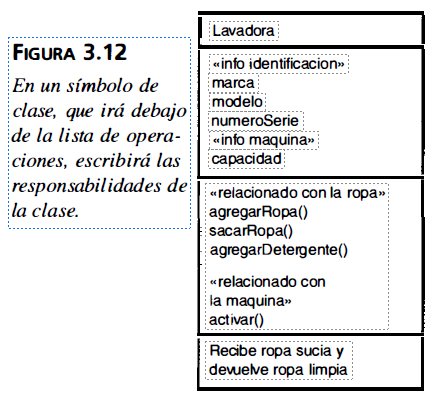 FIGURA 3.12
En un símbolo de
clase, que irá debajo
de la lista de opera-
ciones, escribirá las
responsabilidades de
la clase.
Lavadora
«info identificacion»
marca
modelo
numeroSerie
«info maquina»
capacidad
«relacionado con la ropa»
agregarRopa()
sacarRopa()
agregarDetergente()
«relacionado con
la maquina»
activar()
Recibe ropa sucia y
devuelve ropa limpia